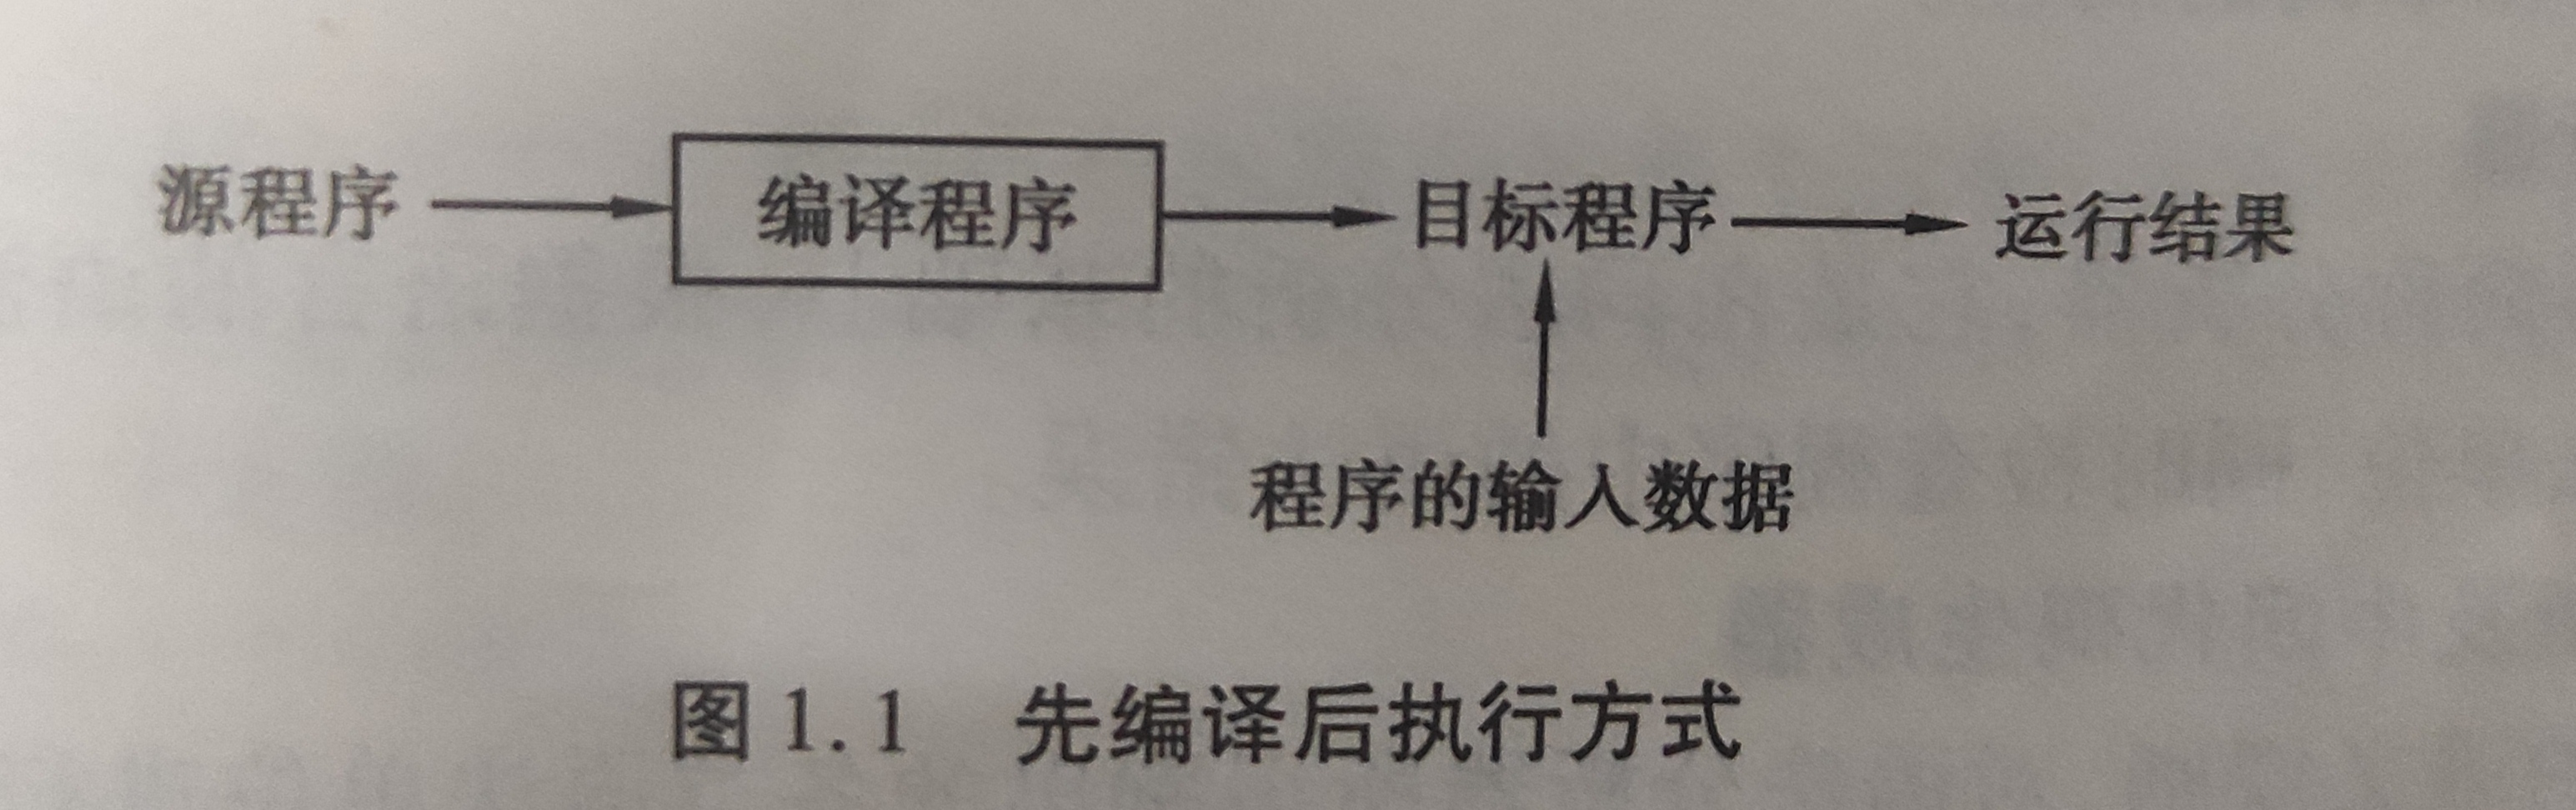 源程序 编译程序 目标程序 运行结果
程序的输入数据
图 1.1 先编译后执行方式